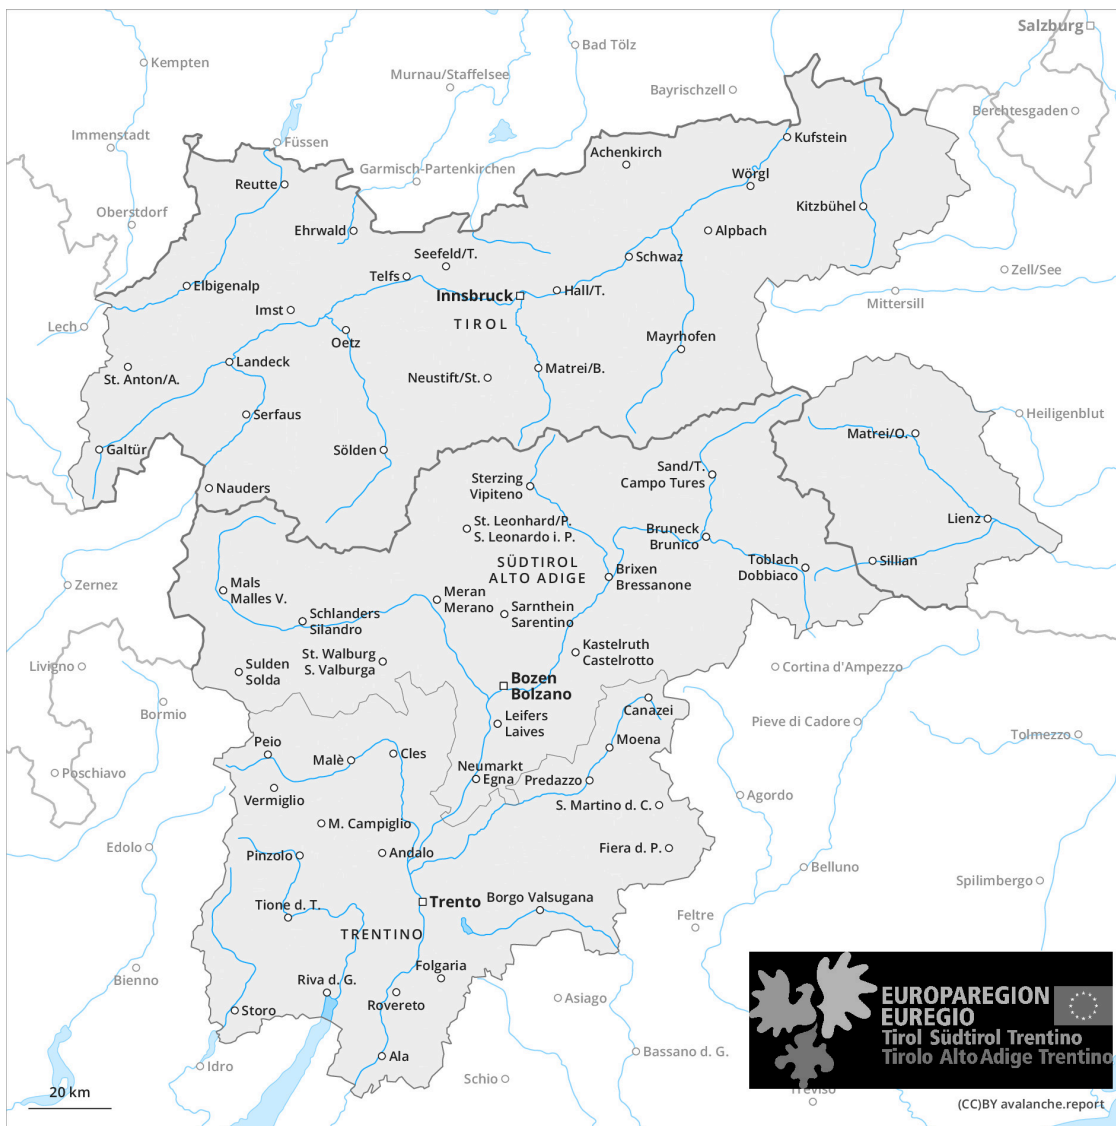 Salzburg
Bad Tölz
Kempten
Murnau/Staffelsee
Bayrischzell
Berchtesgaden
Immenstadt
Füssen
Kufstein
Achenkirch
Garmisch-Partenkirchen
Wörgl
Reutte
Oberstdorf
Kitzbühel
Ehrwald
Alpbach
Seefeld/T.
Schwaz
Zell/See
Telfs
Elbigenalp
Hall/T.
Innsbruck
Mittersill
Imst
TIROL
Lech
Oetz
Mayrhofen
Landeck
Matrei/B.
St. Anton/A.
Neustift/St.
Serfaus
Heiligenblut
Matrei/O.
Galtür
Sölden
Sand/T.
Campo Tures
Sterzing
Vipiteno
Nauders
Lienz
St. Leonhard/P.
S. Leonardo i. P.
Bruneck
Brunico
SÜDTIROL
ALTO ADIGE
Toblach
Dobbiaco
Sillian
Brixen
Bressanone
Zernez
Mals
Malles V.
Meran
Merano
Sarnthein
Sarentino
Schlanders
Silandro
Kastelruth
Castelrotto
St. Walburg
S. Valburga
Livigno
Sulden
Solda
Cortina d'Ampezzo
Bozen
Bolzano
Bormio
Canazei
Leifers
Laives
Pieve di Cadore
Tolmezzo
Peio
Moena
Cles
Malè
Neumarkt
Egna
Predazzo
Poschiavo
Vermiglio
Agordo
S. Martino d. C.
M. Campiglio
Edolo
Fiera d. P.
Pinzolo
Andalo
Belluno
Spilimbergo
Borgo Valsugana
Trento
Tione d. T.
Feltre
TRENTINO
Folgaria
Bienno
Riva d. G.
Rovereto
Asiago
Storo
EUROPAREGION
EUREGIO
Tirol Südtirol Trentino
Tirolo Alto Adige Trentino
Ala
Bassano d. G.
Idro
Schio
Treviso
20 km
(CC)BY avalanche.report